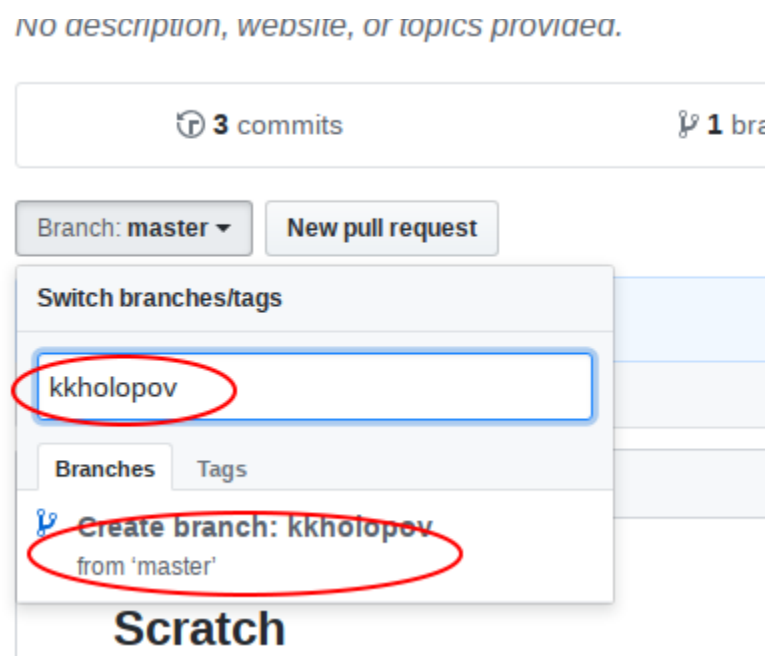 No description, website, or topics provided.
3 commits
1 bra
Branch: master
New pull request
Switch branches/tags
kkholopov
Branches Tags
Create branch: kkholopov
from ‘master’
Scratch